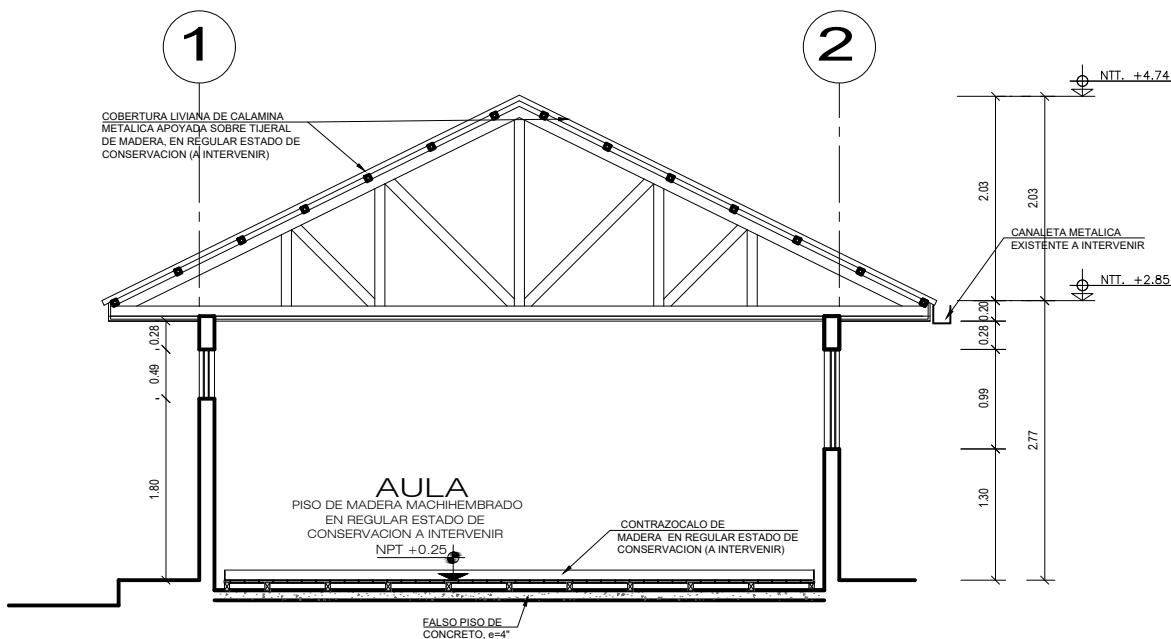 1
2
NTT. +4.74
COBERTURA LIVIANA DE CALAMINA
METALICA APOYADA SOBRE TIJERAL
DE MADERA, EN REGULAR ESTADO DE
CONSERVACION (A INTERVENIR)
2.03
2.03
CANALETA METALICA
EXISTENTE A INTERVENIR
NTT. +2.85
0.20
0.28
0.28
0.49
0.99
2.77
1.80
1.30
AULA
PISO DE MADERA MACHIHEMBRADO
EN REGULAR ESTADO DE
CONSERVACION A INTERVENIR
NPT +0.25
CONTRAZOCALO DE
MADERA EN REGULAR ESTADO DE
CONSERVACION (A INTERVENIR)
FALSO PISO DE
CONCRETO, e=4"